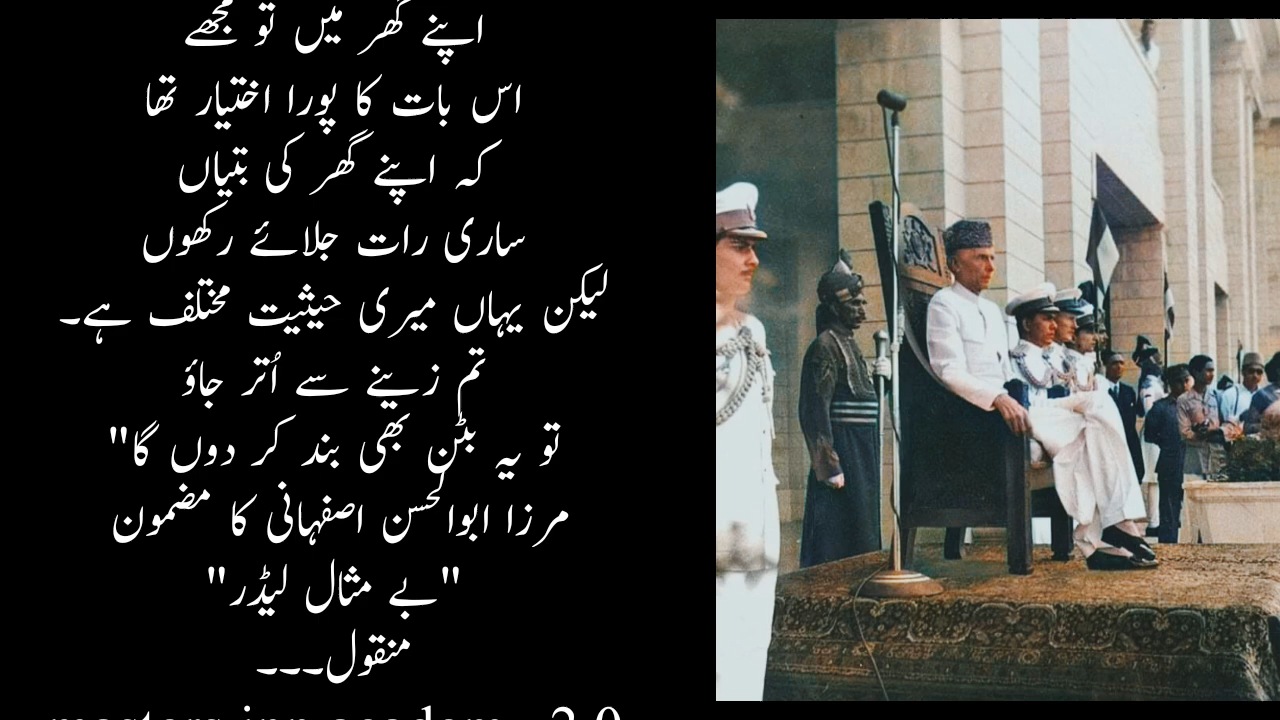 اپنے گھر میں تو مجھے
اس بات کا پورا اختیار تھا
کہ اپنے گھر کی بتیاں
ساری رات جلائے رکھوں
لیکن یہاں میری حیثیت مختلف ہے۔
تم زینے سے اُتر جاؤ
تو یہ بٹن بھی بند کر دوں گا"
مرزا ابوالحسن اصفہانی کا مضمون
"بے مثال لیڈر"
منقول۔۔۔